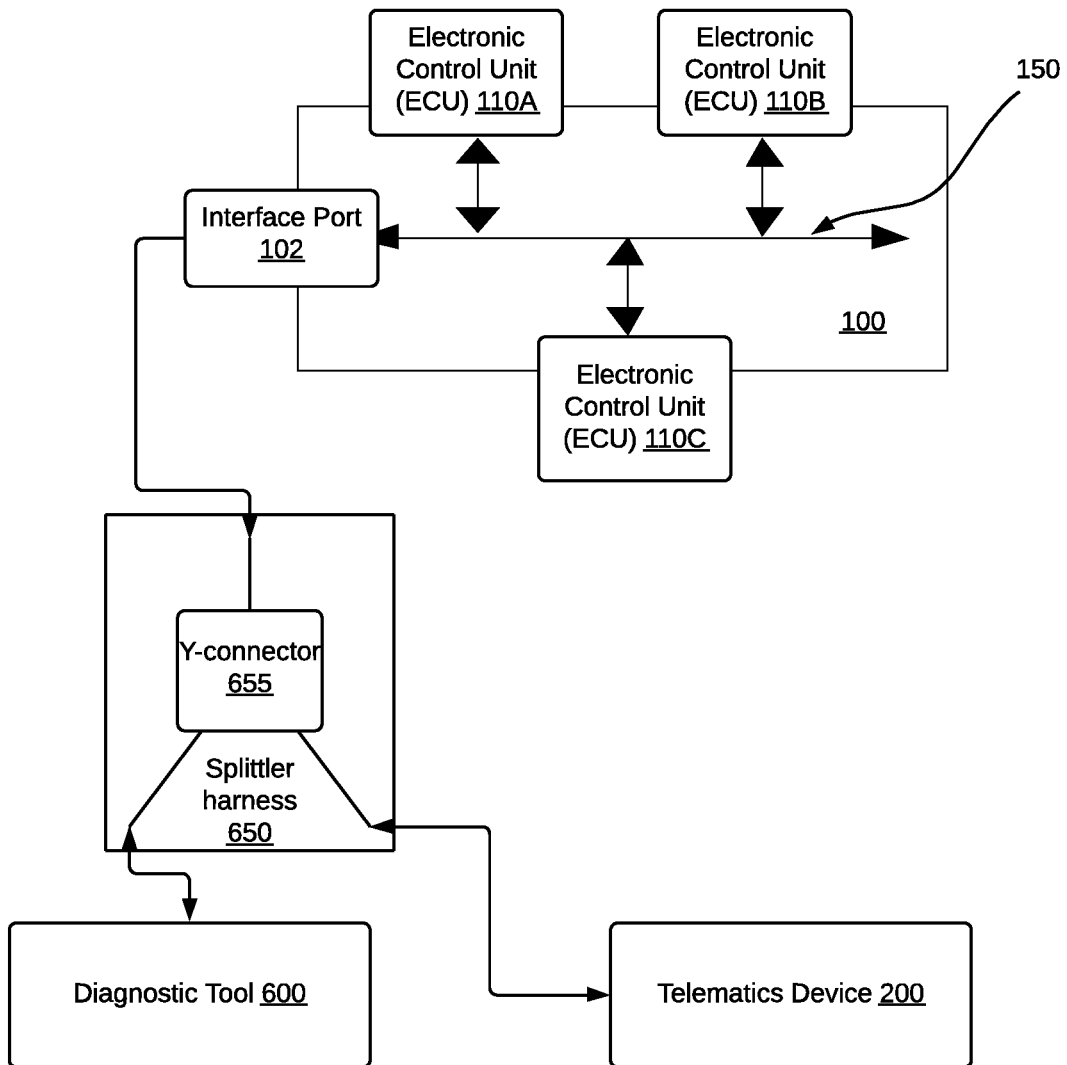 Electronic
Control Unit
(ECU) 110A
Electronic
Control Unit
(ECU) 110B
150
Interface Port
102
100
Electronic
Control Unit
(ECU) 110C
Y-connector
655
Splittler
harness
650
Diagnostic Tool 600
Telematics Device 200